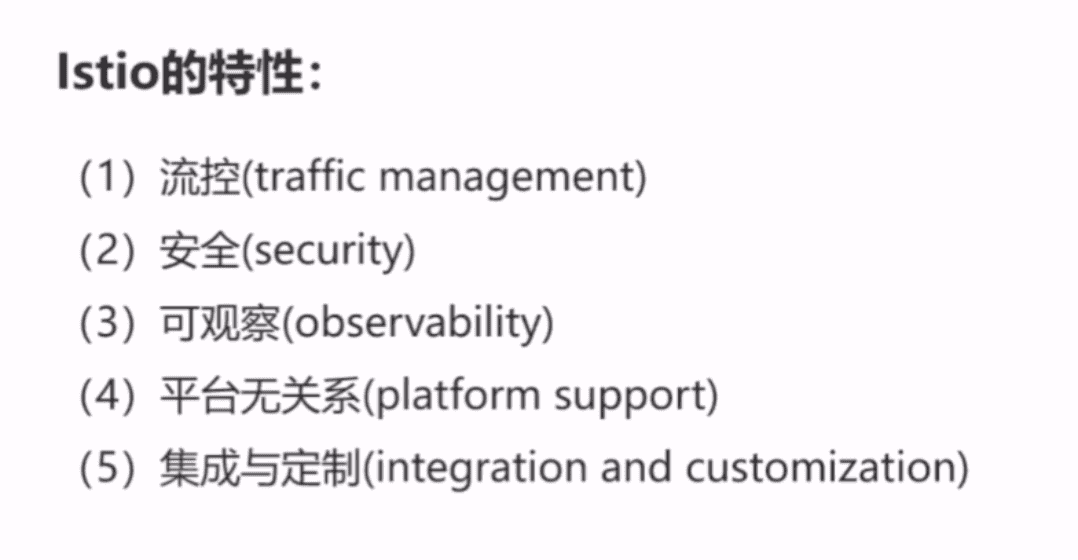 Istio的特性：
（1）流控(traffic management)
（2）安全(security)
（3）可观察(observability)
（4）平台无关系(platform support)
（5）集成与定制(integration and customization)